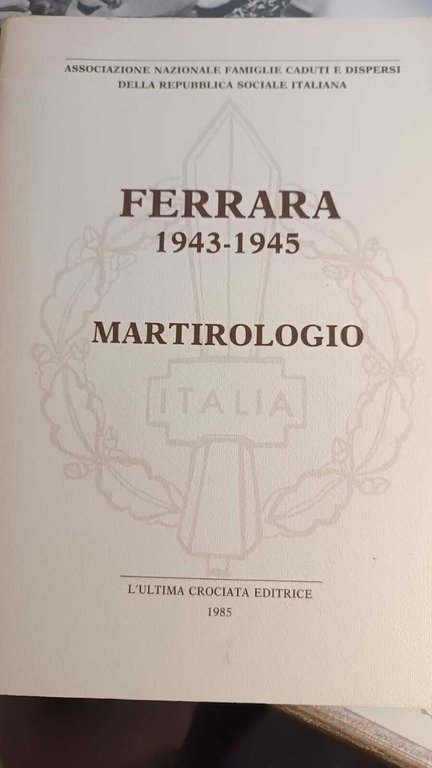 ASSOCIAZIONE NAZIONALE FAMIGLIE CADUTI E DISPERSI
DELLA REPUBBLICA SOCIALE ITALIANA
FERRARA
1943-1945
MARTIROLOGIO
ITALIA
L'ULTIMA CROCIATA EDITRICE
1985